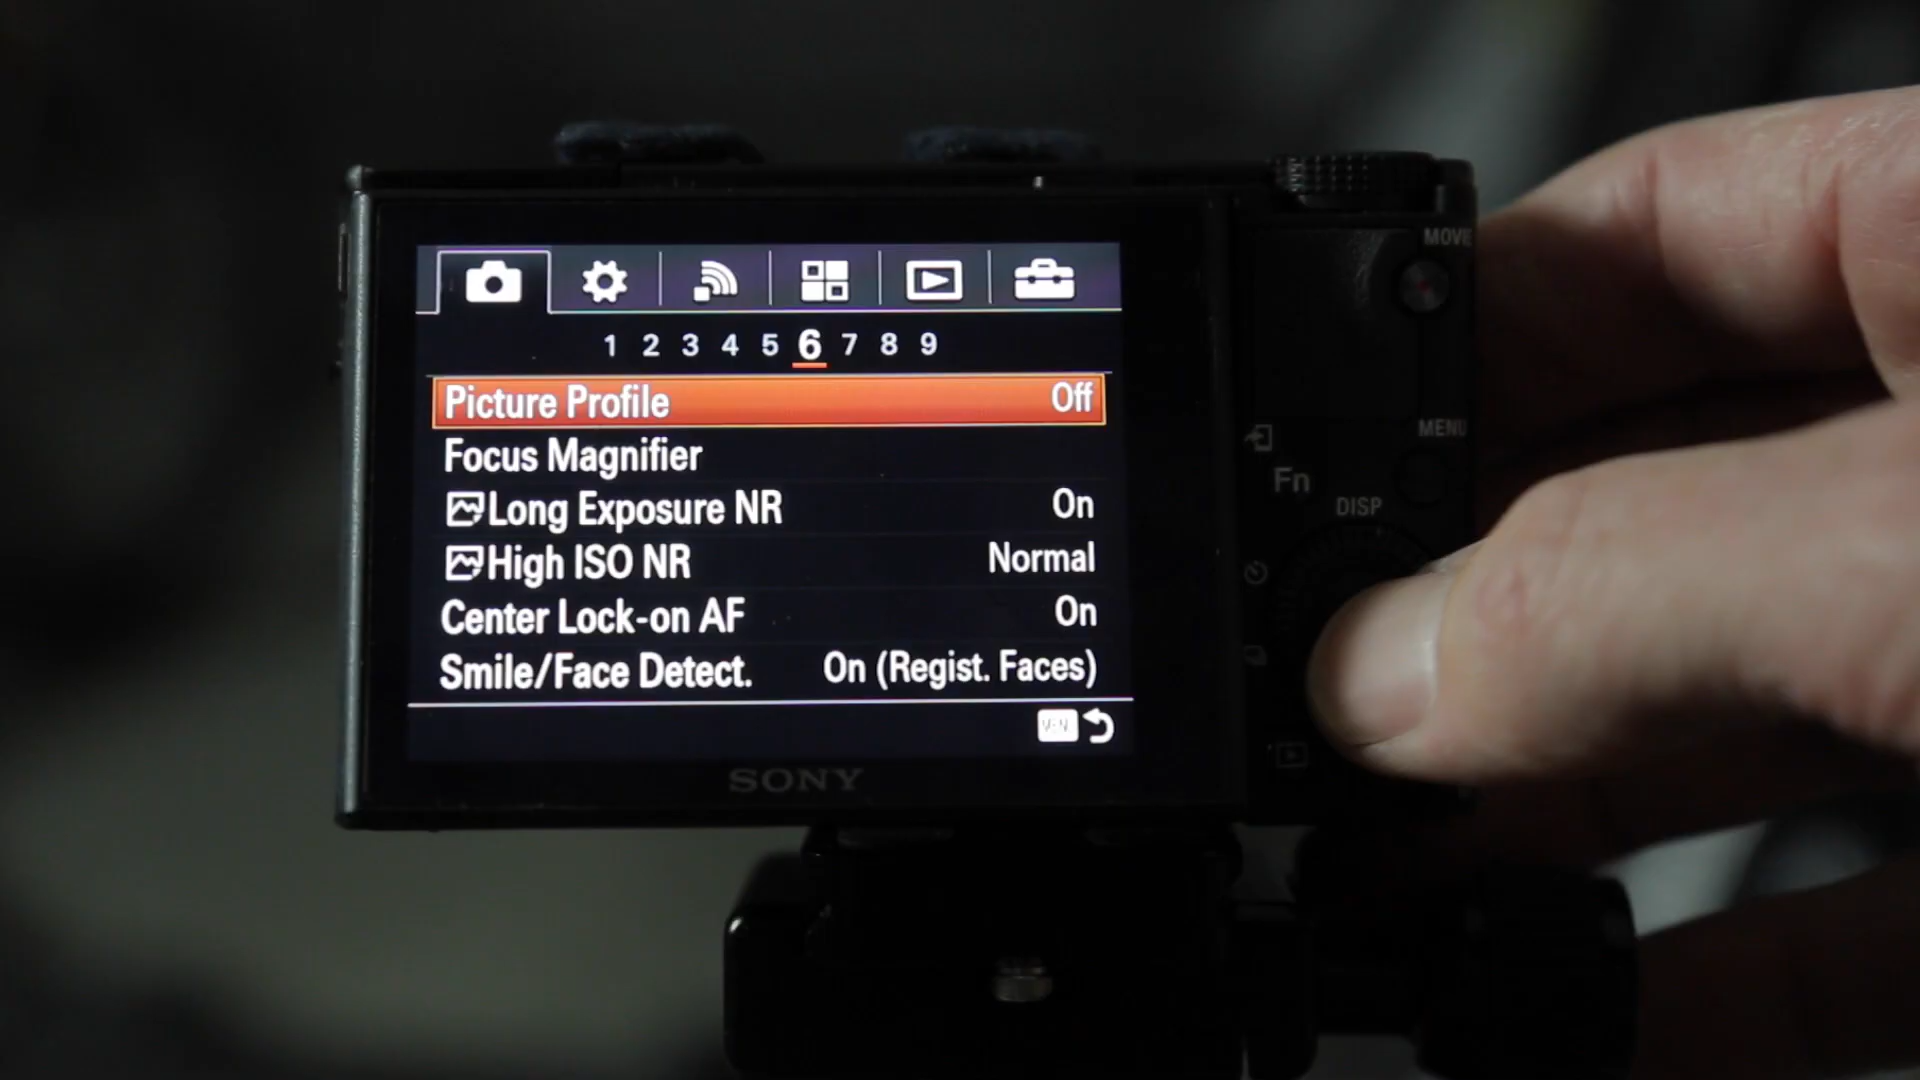 MOVIE
1 2 3 4 5 6 7 8 9
Picture Profile Off
Focus Magnifier
Long Exposure NR On
High ISO NR Normal
Center Lock-on AF On
Smile/Face Detect. On (Regist. Faces)
MENU
Fn
DISP
SONY